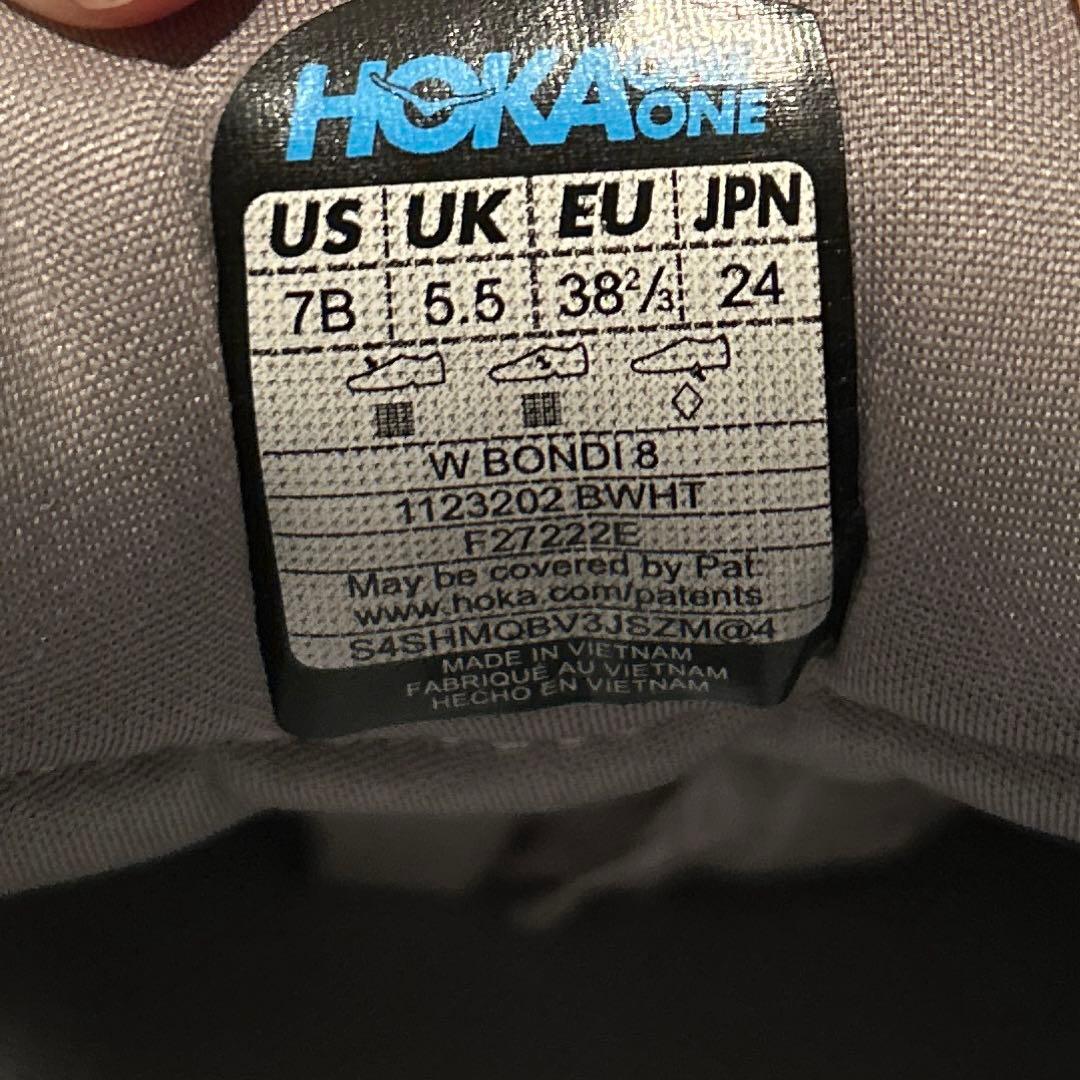 HOKA ONE ONE
US UK EU JPN
7B 5.5 38²/₃ 24
W BONDI 8
1123202 BWHT
F27222E
May be covered by Pat:
www.hoka.com/patents
S4SHMQBV3JSZM@4
MADE IN VIETNAM
FABRIQUÉ AU VIETNAM
HECHO EN VIETNAM